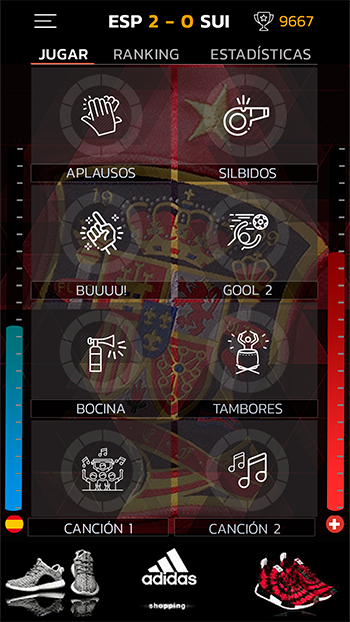 ESP 2 - 0 SUI 9667
JUGAR RANKING ESTADÍSTICAS
APLAUSOS SILBIDOS
BUUUU! GOOL 2
BOCINA TAMBORES
CANCIÓN 1 CANCIÓN 2
adidas
shopping